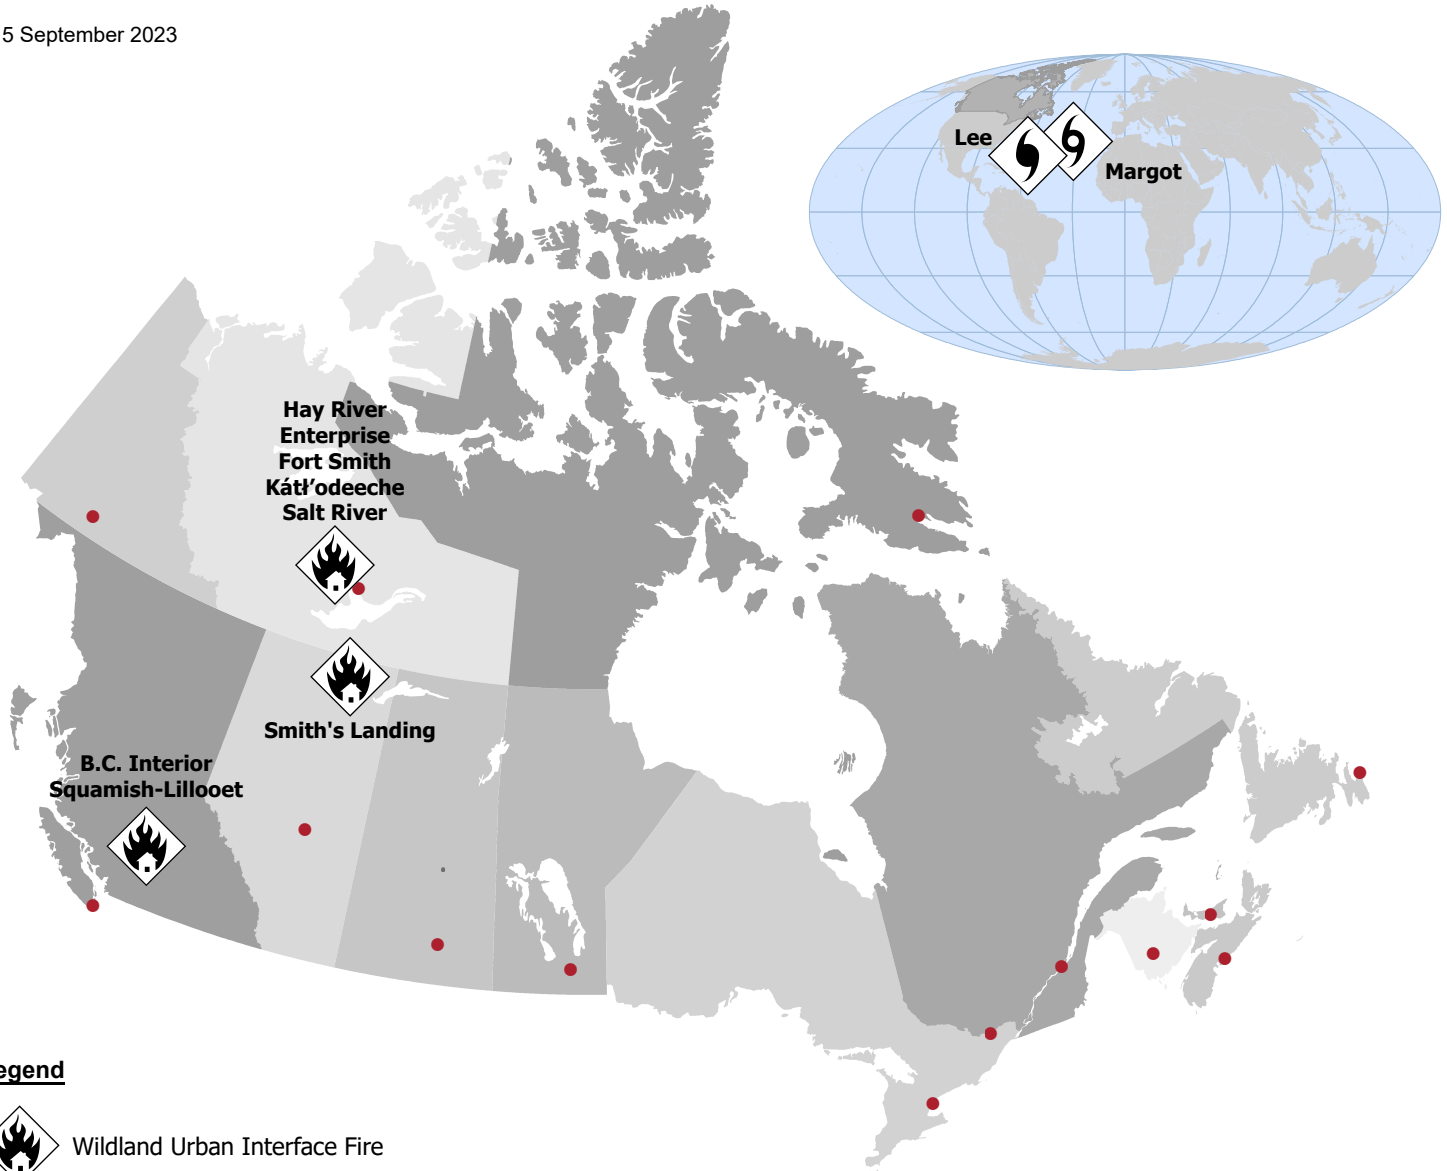 5 September 2023
Lee
Margot
Hay River
Enterprise
Fort Smith
Kátł'odeeche
Salt River
Smith's Landing
B.C. Interior
Squamish-Lillooet
egend
Wildland Urban Interface Fire